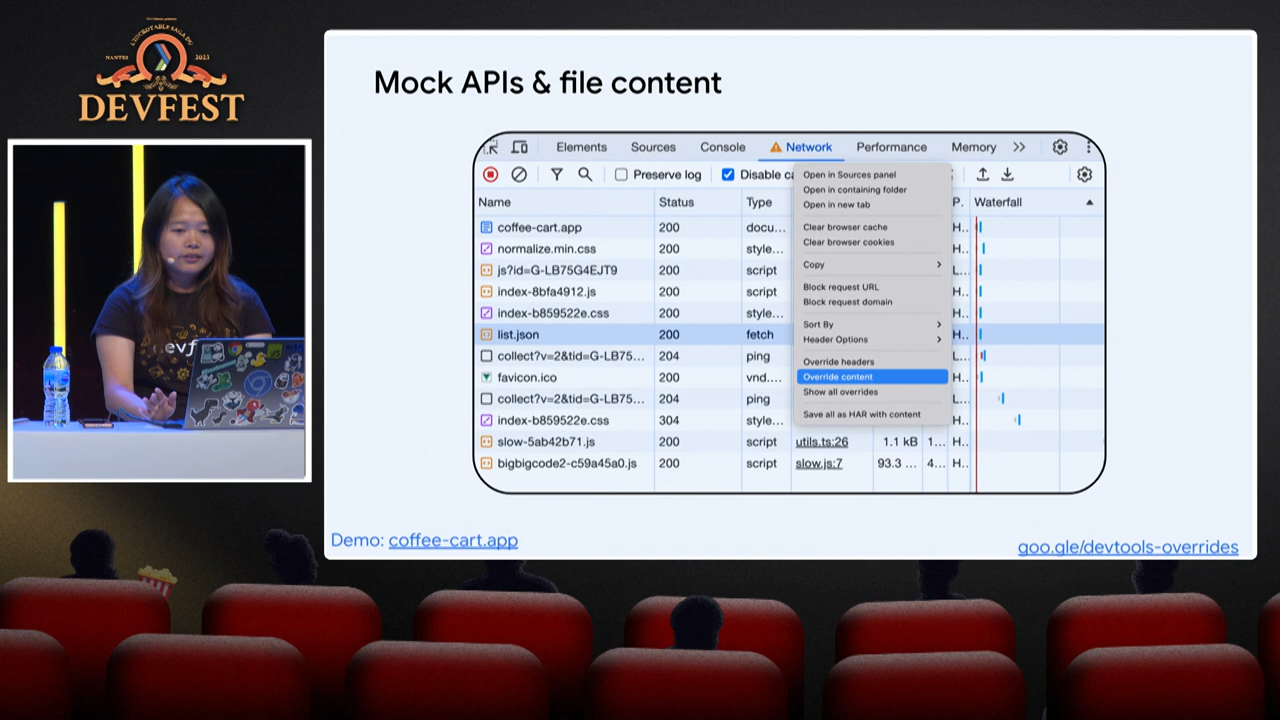 L'INCROYABLE SAGA DU
NANTES 2023
DEVFEST
Mock APIs & file content
Elements Sources Console Network Performance Memory
Preserve log Disable ca
Name Status Type P. Waterfall
coffee-cart.app 200 docu... H..
normalize.min.css 200 style... H..
js?id=G-LB75G4EJT9 200 script L...
index-8bfa4912.js 200 script H..
index-b859522e.css 200 style... H..
list.json 200 fetch H..
collect?v=2&tid=G-LB75... 204 ping L...
favicon.ico 200 vnd.... H..
collect?v=2&tid=G-LB75... 204 ping L...
index-b859522e.css 304 style... H..
slow-5ab42b71.js 200 script utils.ts:26 1.1 kB 1... H..
bigbigcode2-c59a45a0.js 200 script slow.js:7 93.3 ... 4... H..
Open in Sources panel
Open in containing folder
Open in new tab
Clear browser cache
Clear browser cookies
Copy
Block request URL
Block request domain
Sort By
Header Options
Override headers
Override content
Show all overrides
Save all as HAR with content
Demo: coffee-cart.app
goo.gle/devtools-overrides
evf